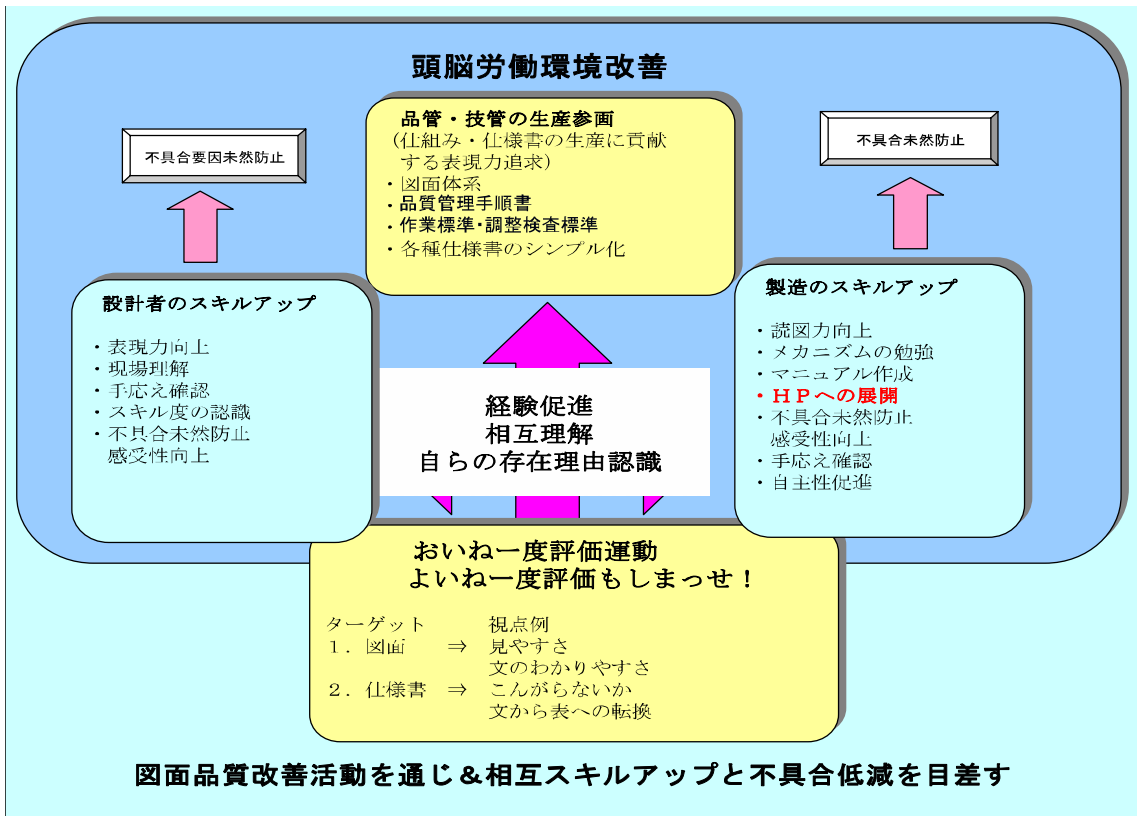 頭脳労働環境改善
品管・技管の生産参画
(仕組み・仕様書の生産に貢献
する表現力追求)
・図面体系
・品質管理手順書
・作業標準・調整検査標準
・各種仕様書のシンプル化
不具合要因未然防止
不具合未然防止
設計者のスキルアップ
・表現力向上
・現場理解
・手応え確認
・スキル度の認識
・不具合未然防止
感受性向上
製造のスキルアップ
・読図力向上
・メカニズムの勉強
・マニュアル作成
・ＨＰへの展開
・不具合未然防止
感受性向上
・手応え確認
・自主性促進
経験促進
相互理解
自らの存在理由認識
おいねー度評価運動
よいねー度評価もしまっせ！
ターゲット　視点例
１．図面　⇒　見やすさ
文のわかりやすさ
２．仕様書　⇒　こんがらないか
文から表への転換
図面品質改善活動を通じ＆相互スキルアップと不具合低減を目差す